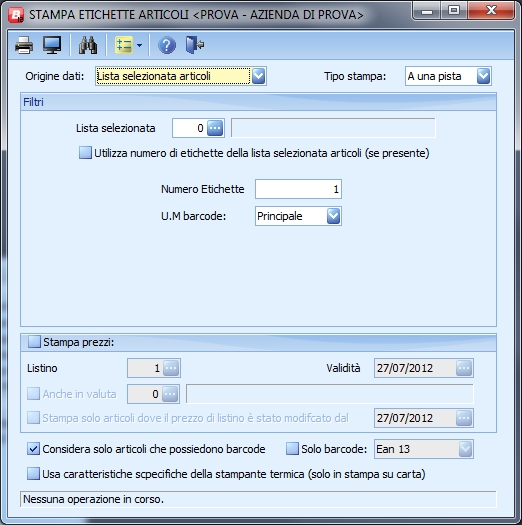 STAMPA ETICHETTE ARTICOLI <PROVA - AZIENDA DI PROVA>
Origine dati: Lista selezionata articoli Tipo stampa: A una pista
Filtri
Lista selezionata 0
Utilizza numero di etichette della lista selezionata articoli (se presente)
Numero Etichette 1
U.M barcode: Principale
Stampa prezzi:
Listino 1 Validità 27/07/2012
Anche in valuta 0
Stampa solo articoli dove il prezzo di listino è stato modifcato dal 27/07/2012
Considera solo articoli che possiedono barcode Solo barcode: Ean 13
Usa caratteristiche scpecifiche della stampante termica (solo in stampa su carta)
Nessuna operazione in corso.